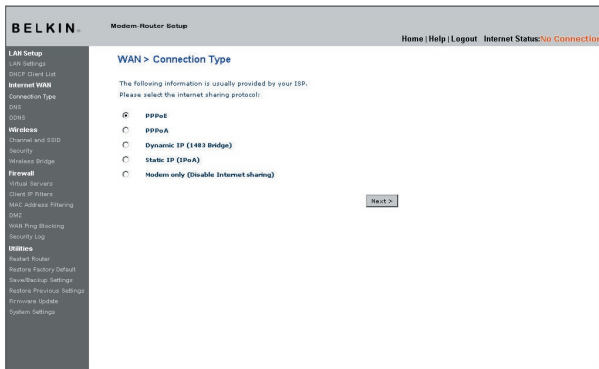 BELKIN
Modem-Router Setup
Home | Help | Logout Internet Status: No Connection
LAN Setup
LAN Settings
DHCP Client List
Internet WAN
Connection Type
DNS
DDNS
Wireless
Channel and SSID
Security
Wireless Bridge
Firewall
Virtual Servers
Client IP Filters
MAC Address Filtering
DMZ
WAN Ping Blocking
Security Log
Utilities
Restart Router
Restore Factory Default
Save/Backup Settings
Restore Previous Settings
Firmware Update
System Settings
WAN > Connection Type
The following information is usually provided by your ISP.
Please select the internet sharing protocol:
PPPoE
PPPoA
Dynamic IP (1483 Bridge)
Static IP (IPoA)
Modem only (Disable Internet sharing)
Next >